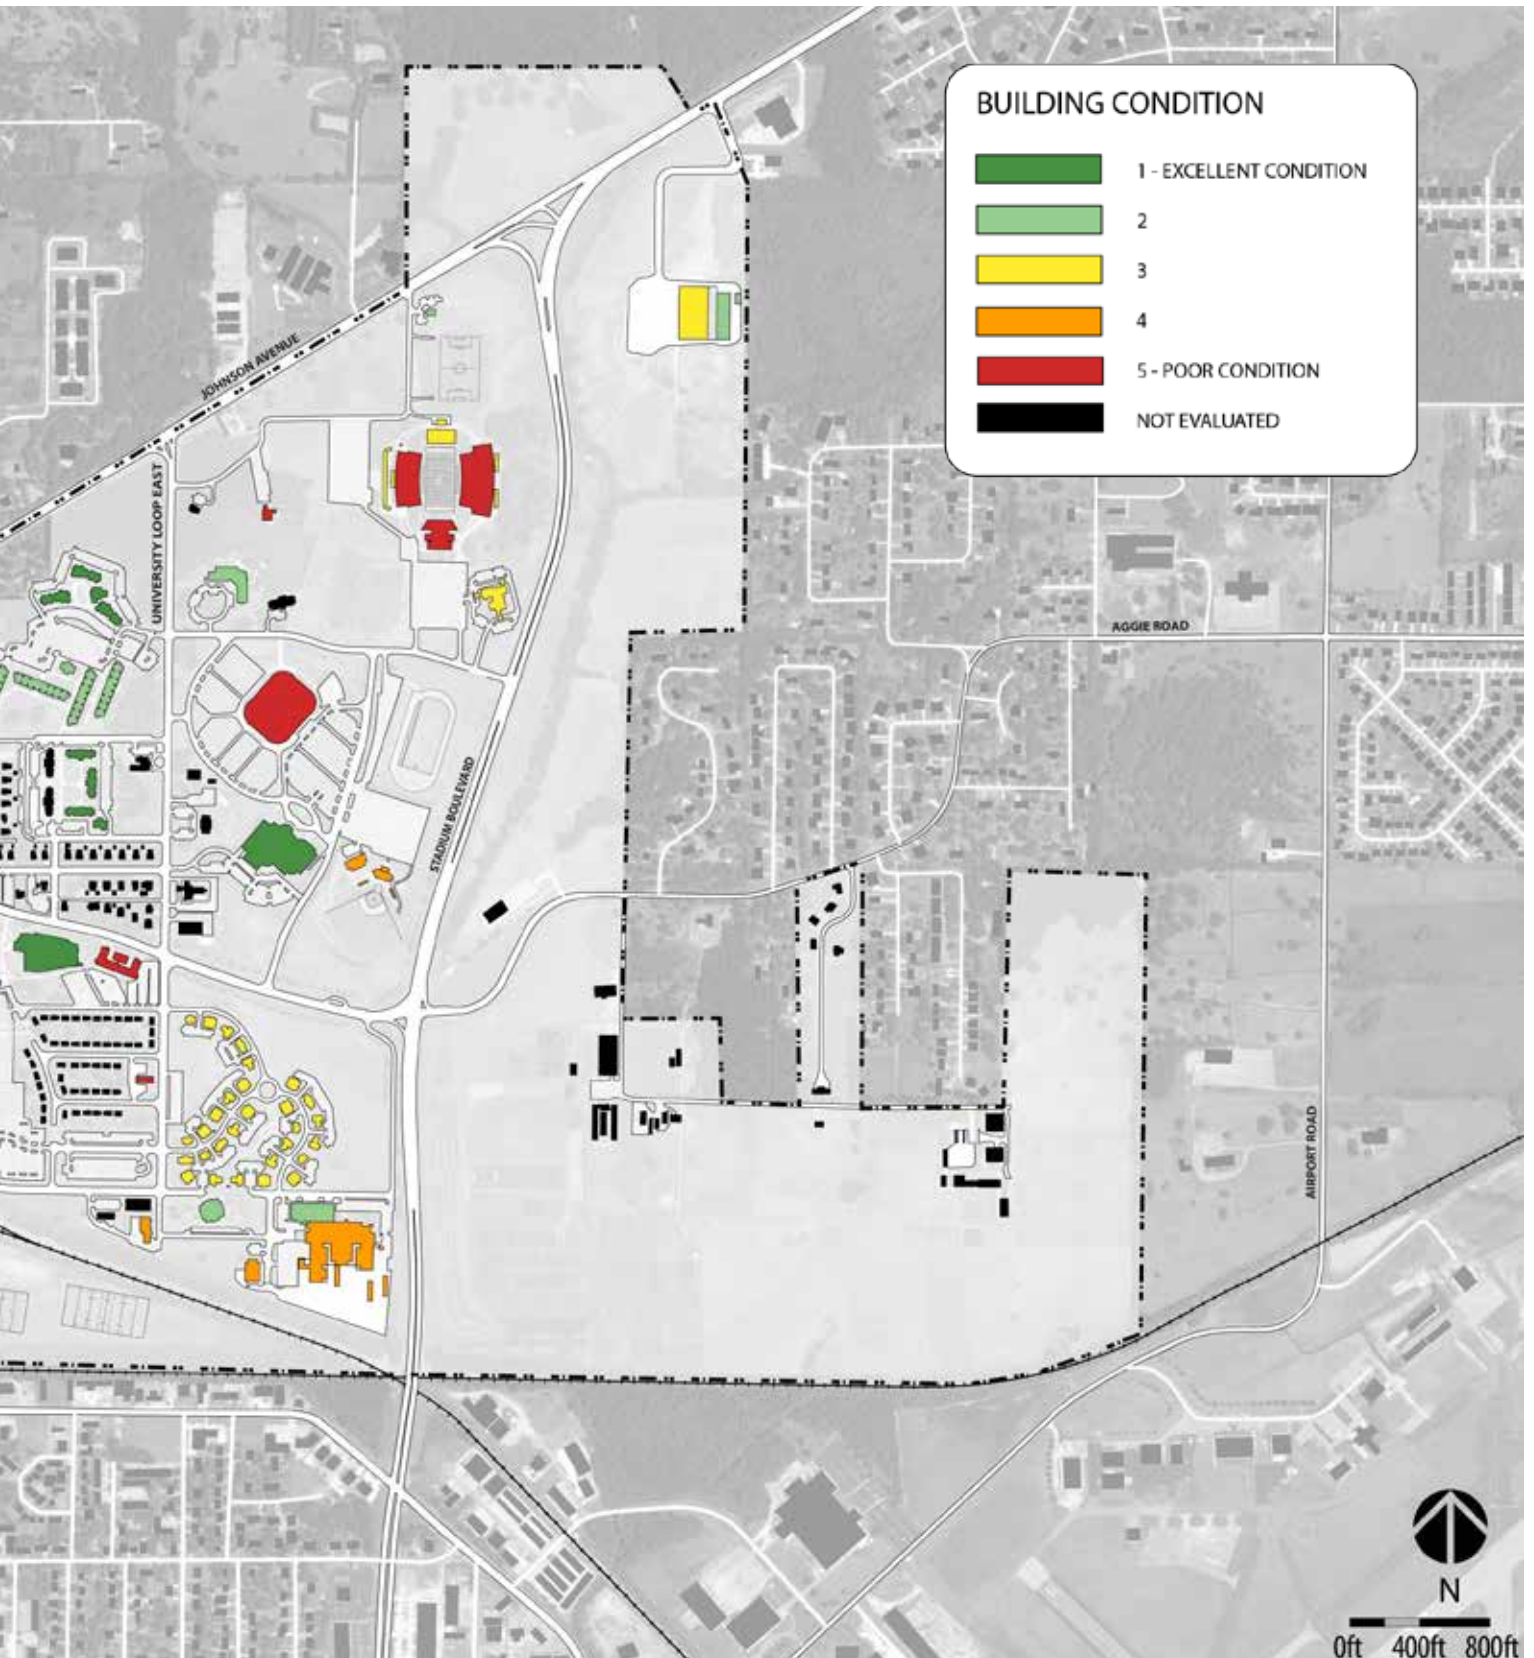 BUILDING CONDITION
1 - EXCELLENT CONDITION
2
3
4
5 - POOR CONDITION
NOT EVALUATED
JOHNSON AVENUE
UNIVERSITY LOOP EAST
AGGIE ROAD
STADIUM BOULEVARD
AIRPORT ROAD
N
0ft 400ft 800ft